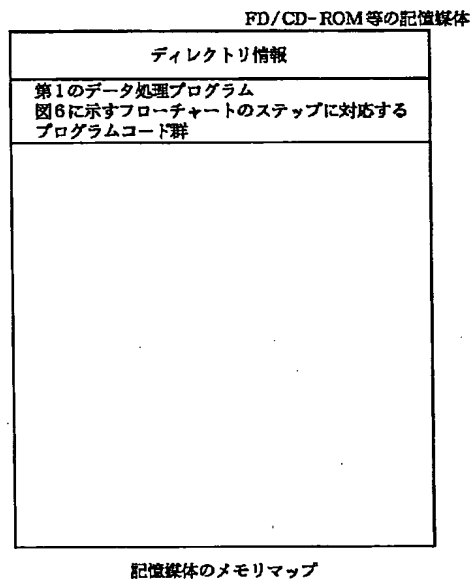 FD/CD-ROM等の記憶媒体
ディレクトリ情報
第1のデータ処理プログラム
図6に示すフローチャートのステップに対応する
プログラムコード群
記憶媒体のメモリマップ